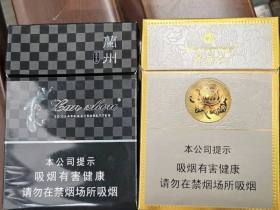 蘭州
Lan zhou
本公司提示
吸烟有害健康
请勿在禁烟场所吸烟
本公司提示
吸烟有害健康
请勿在禁烟场所吸烟